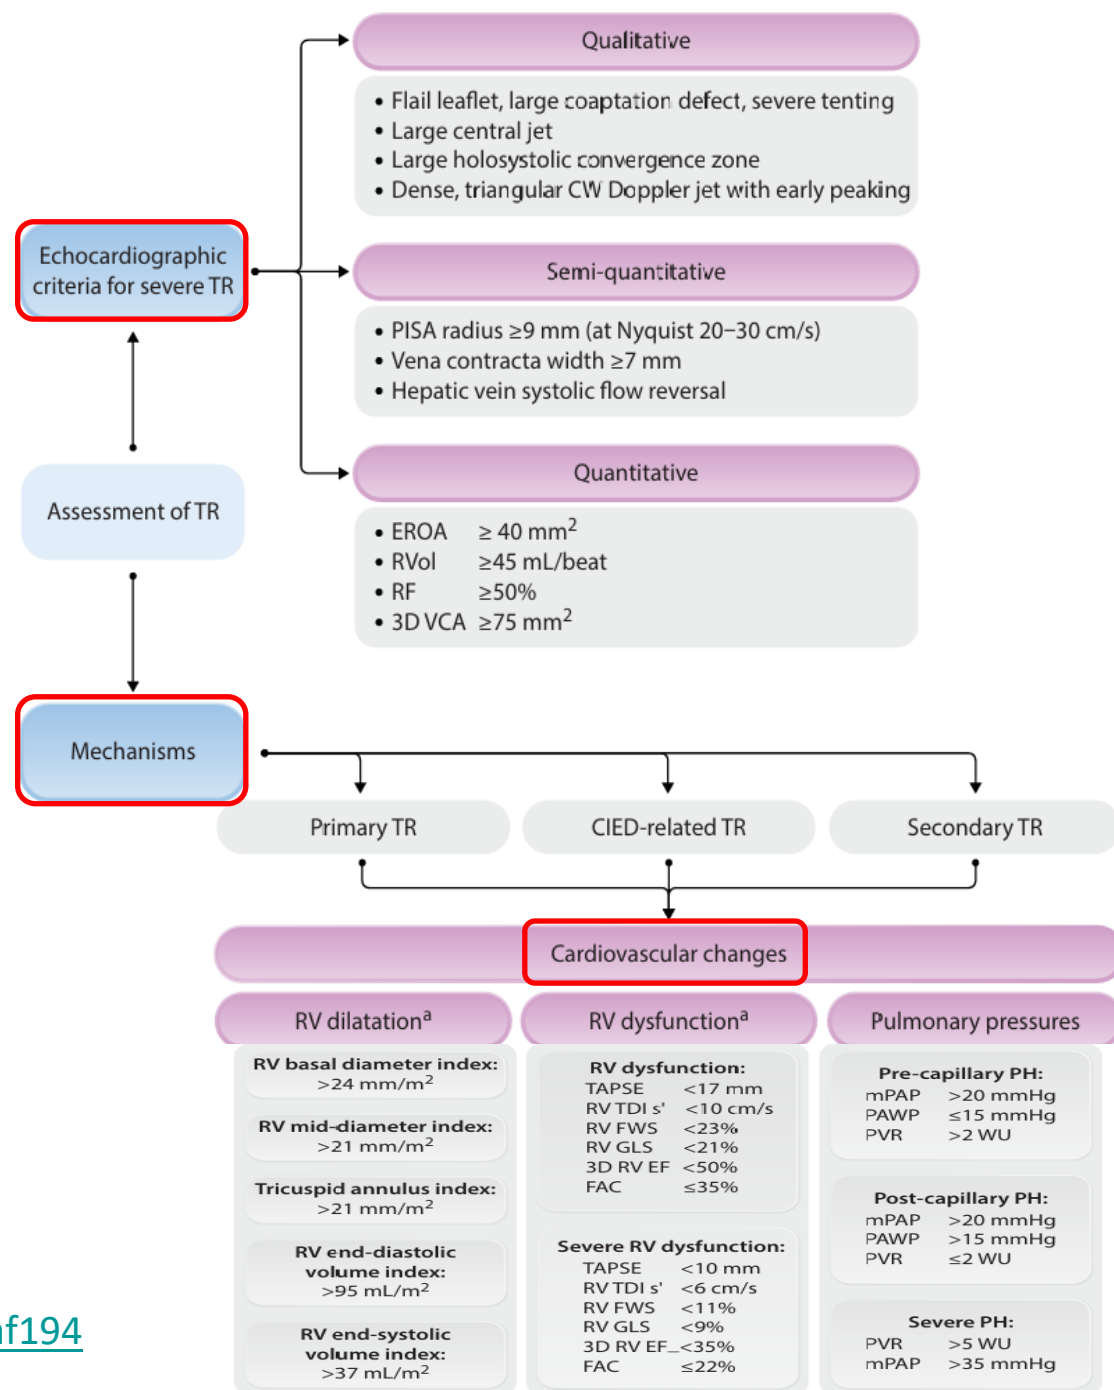 Qualitative
• Flail leaflet, large coaptation defect, severe tenting
• Large central jet
• Large holosystolic convergence zone
• Dense, triangular CW Doppler jet with early peaking
Echocardiographic
criteria for severe TR
Semi-quantitative
• PISA radius ≥9 mm (at Nyquist 20–30 cm/s)
• Vena contracta width ≥7 mm
• Hepatic vein systolic flow reversal
Assessment of TR
Quantitative
• EROA ≥ 40 mm²
• RVol ≥45 mL/beat
• RF ≥50%
• 3D VCA ≥75 mm²
Mechanisms
Primary TR
CIED-related TR
Secondary TR
Cardiovascular changes
RV dilatationᵃ
RV basal diameter index:
>24 mm/m²
RV mid-diameter index:
>21 mm/m²
Tricuspid annulus index:
>21 mm/m²
RV end-diastolic
volume index:
>95 mL/m²
RV end-systolic
volume index:
>37 mL/m²
RV dysfunctionᵃ
RV dysfunction:
TAPSE <17 mm
RV TDI s' <10 cm/s
RV FWS <23%
RV GLS <21%
3D RV EF <50%
FAC ≤35%
Severe RV dysfunction:
TAPSE <10 mm
RV TDI s' <6 cm/s
RV FWS <11%
RV GLS <9%
3D RV EF_<35%
FAC ≤22%
Pulmonary pressures
Pre-capillary PH:
mPAP >20 mmHg
PAWP ≤15 mmHg
PVR >2 WU
Post-capillary PH:
mPAP >20 mmHg
PAWP >15 mmHg
PVR ≤2 WU
Severe PH:
PVR >5 WU
mPAP >35 mmHg
f194